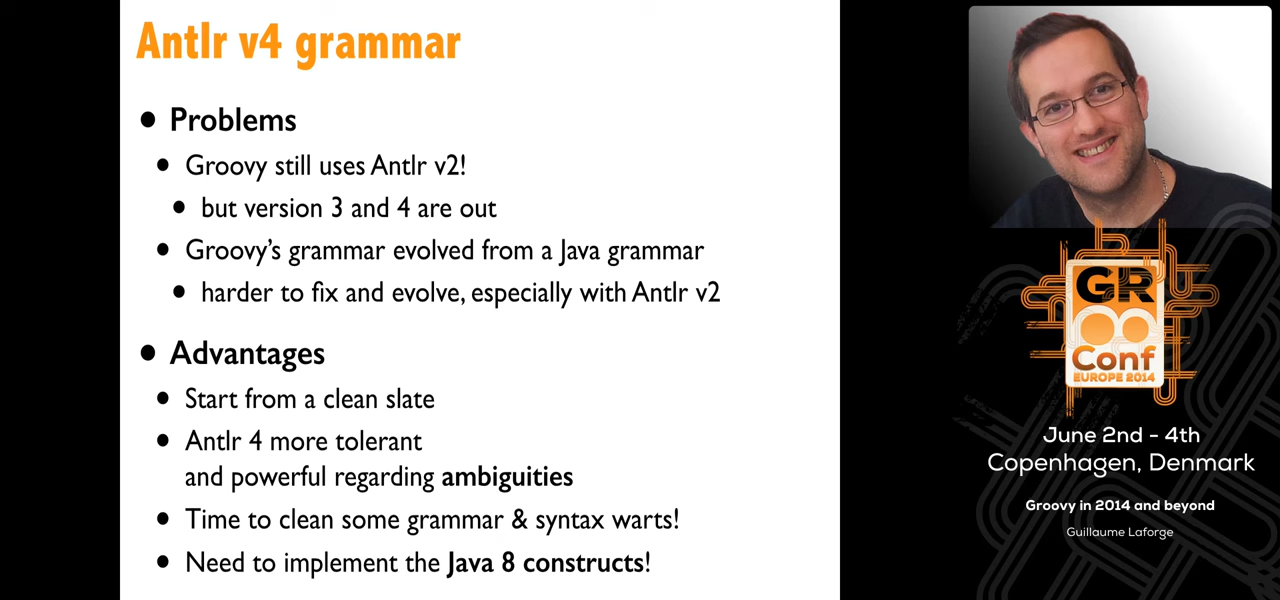 Antlr v4 grammar
• Problems
• Groovy still uses Antlr v2!
• but version 3 and 4 are out
• Groovy’s grammar evolved from a Java grammar
• harder to fix and evolve, especially with Antlr v2
• Advantages
• Start from a clean slate
• Antlr 4 more tolerant
and powerful regarding ambiguities
• Time to clean some grammar & syntax warts!
• Need to implement the Java 8 constructs!
GR
Conf
EUROPE 2014
June 2nd - 4th
Copenhagen, Denmark
Groovy in 2014 and beyond
Guillaume Laforge